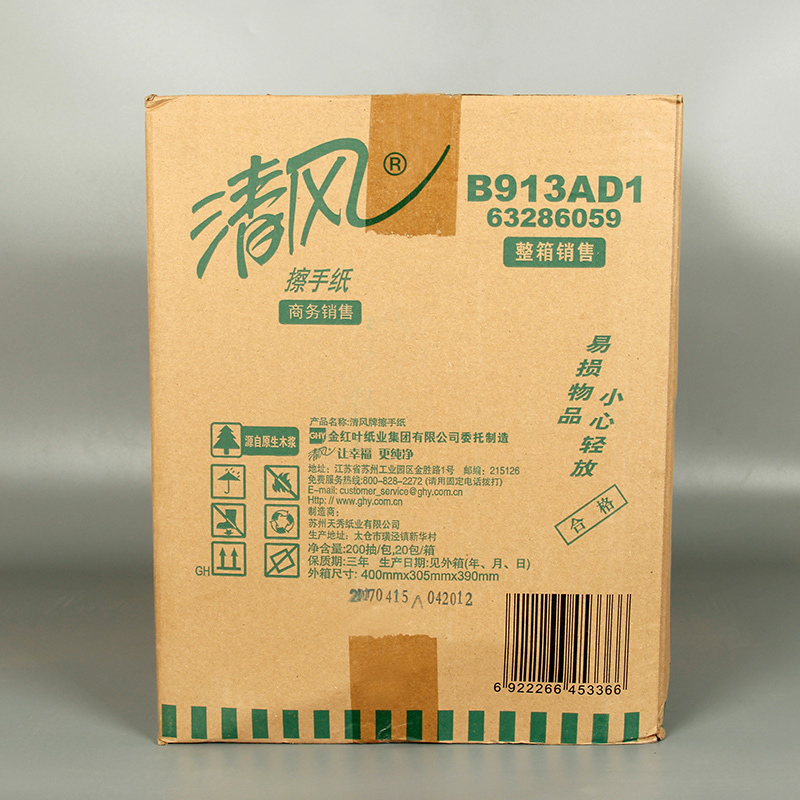 清风®
擦手纸
商务销售
B913AD1
63286059
整箱销售
易损物品
小心轻放
合格
源自原生木浆
产品名称:清风牌擦手纸
GHY 金红叶纸业集团有限公司委托制造
清风 让幸福 更纯净
地址: 江苏省苏州工业园区金胜路1号 邮编: 215126
免费服务热线:800-828-2272 (请用固定电话拨打)
E-mail: customer_service@ghy.com.cn
Http: // www.ghy.com.cn
制造商:
苏州天秀纸业有限公司
生产地址: 太仓市璜泾镇新华村
净含量:200抽/包,20包/箱
保质期:三年 生产日期:见外箱(年、月、日)
外箱尺寸: 400mmx305mmx390mm
GH
20170415 042012
6 922266 453366